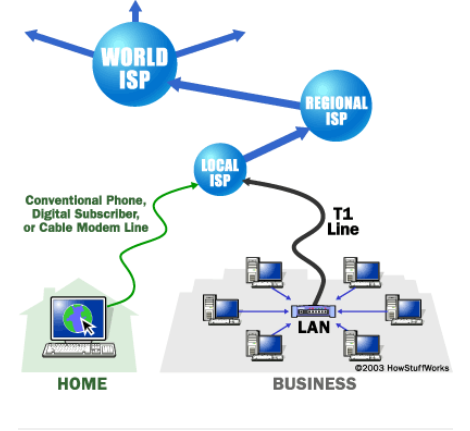 WORLD
ISP
REGIONAL
ISP
LOCAL
ISP
Conventional Phone,
Digital Subscriber,
or Cable Modem Line
T1
Line
LAN
©2003 HowStuffWorks
HOME
BUSINESS